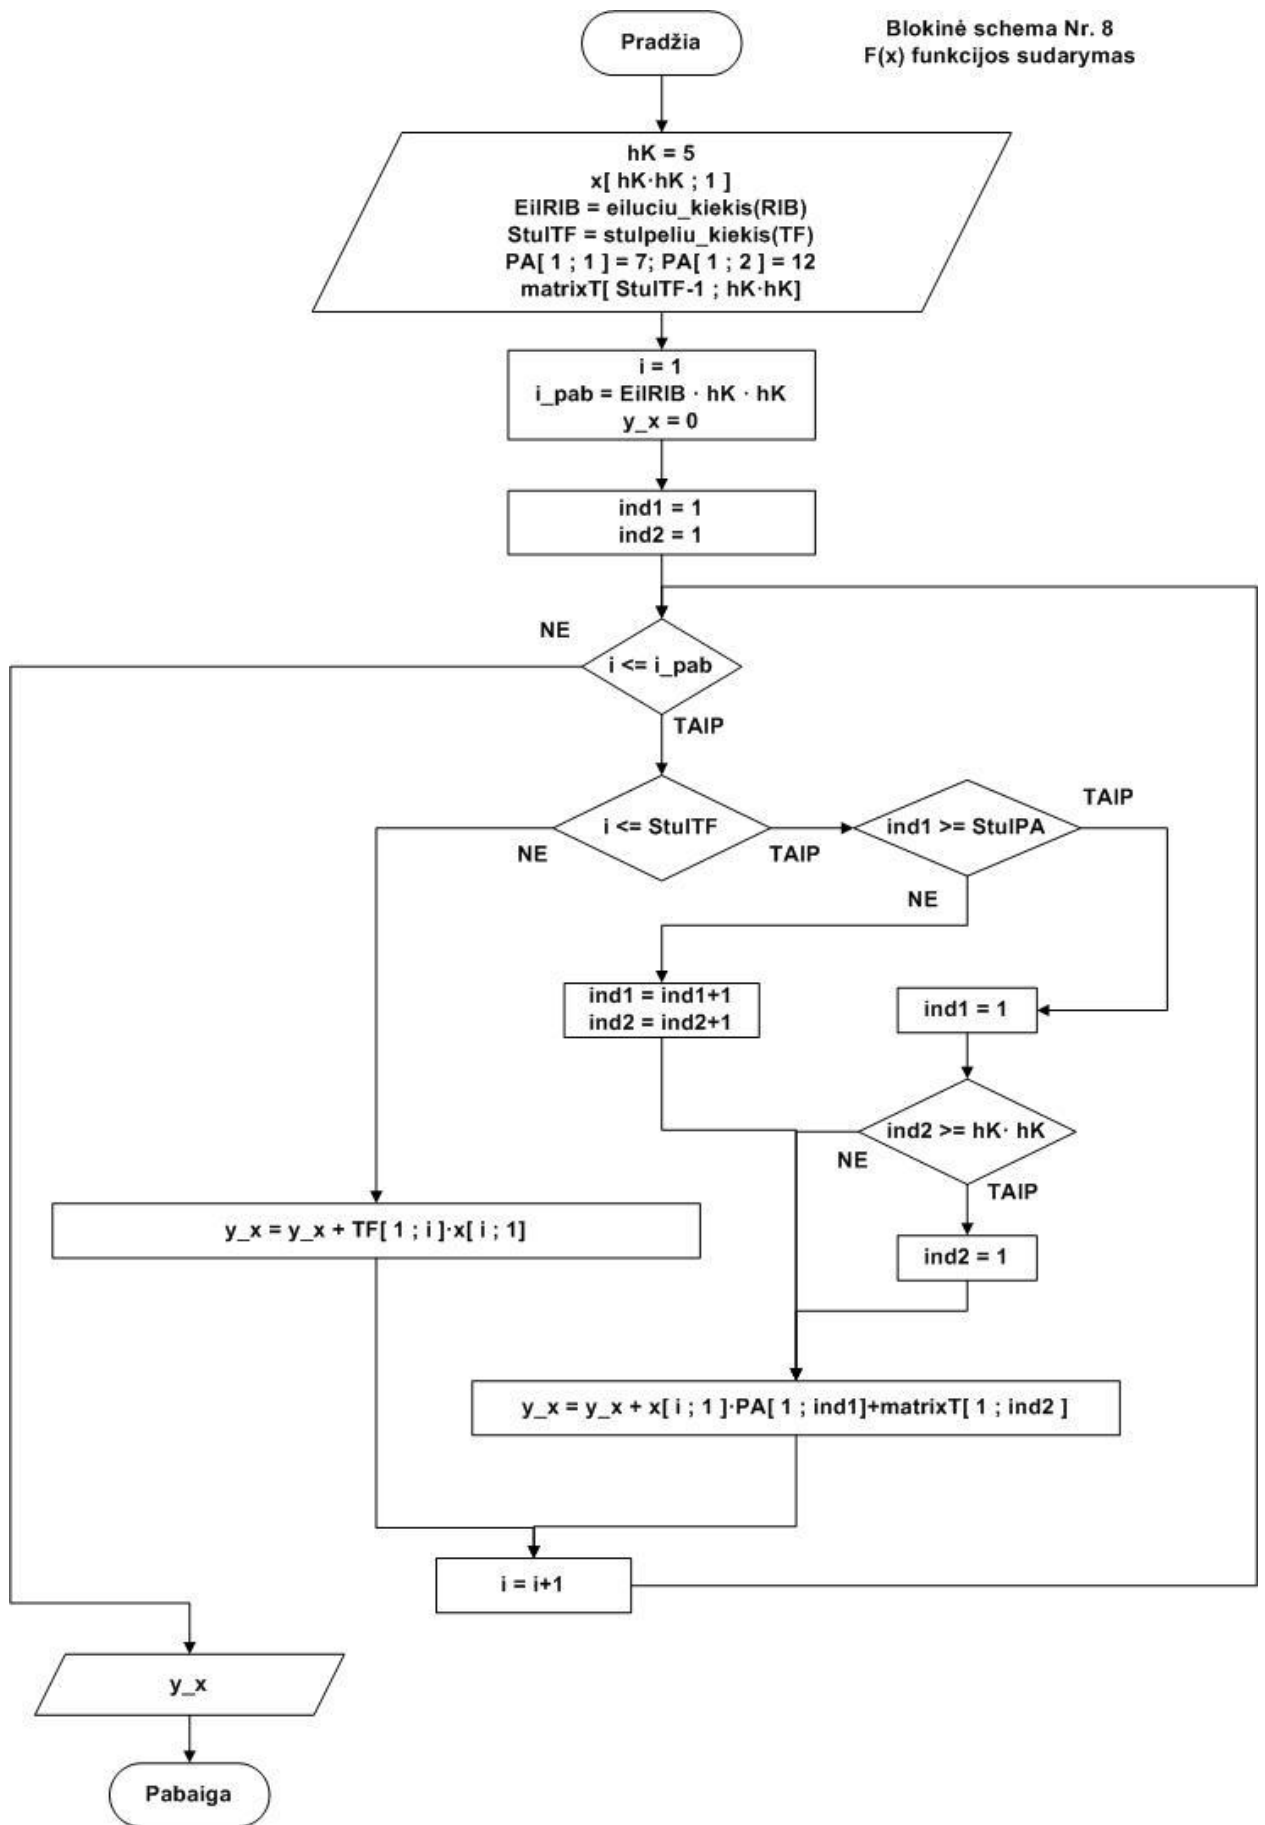 Blokinė schema Nr. 8
F(x) funkcijos sudarymas
Pradžia
hK = 5
x[ hK·hK ; 1 ]
EilRIB = eiluciu_kiekis(RIB)
StulTF = stulpeliu_kiekis(TF)
PA[ 1 ; 1 ] = 7; PA[ 1 ; 2 ] = 12
matrixT[ StulTF-1 ; hK·hK]
i = 1
i_pab = EilRIB · hK · hK
y_x = 0
ind1 = 1
ind2 = 1
NE
i <= i_pab
TAIP
i <= StulTF
NE
TAIP
ind1 >= StulPA
TAIP
NE
ind1 = ind1+1
ind2 = ind2+1
ind1 = 1
ind2 >= hK· hK
NE
TAIP
ind2 = 1
y_x = y_x + TF[ 1 ; i ]·x[ i ; 1]
y_x = y_x + x[ i ; 1 ]·PA[ 1 ; ind1]+matrixT[ 1 ; ind2 ]
i = i+1
y_x
Pabaiga